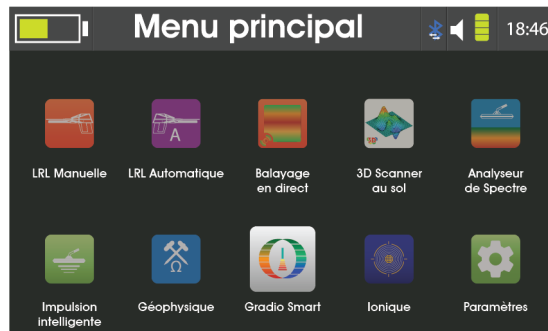 Menu principal
18:46
LRL Manuelle
LRL Automatique
Balayage
en direct
3D Scanner
au sol
Analyseur
de Spectre
A
Impulsion
intelligente
Géophysique
Gradio Smart
Ionique
Paramètres
Ω